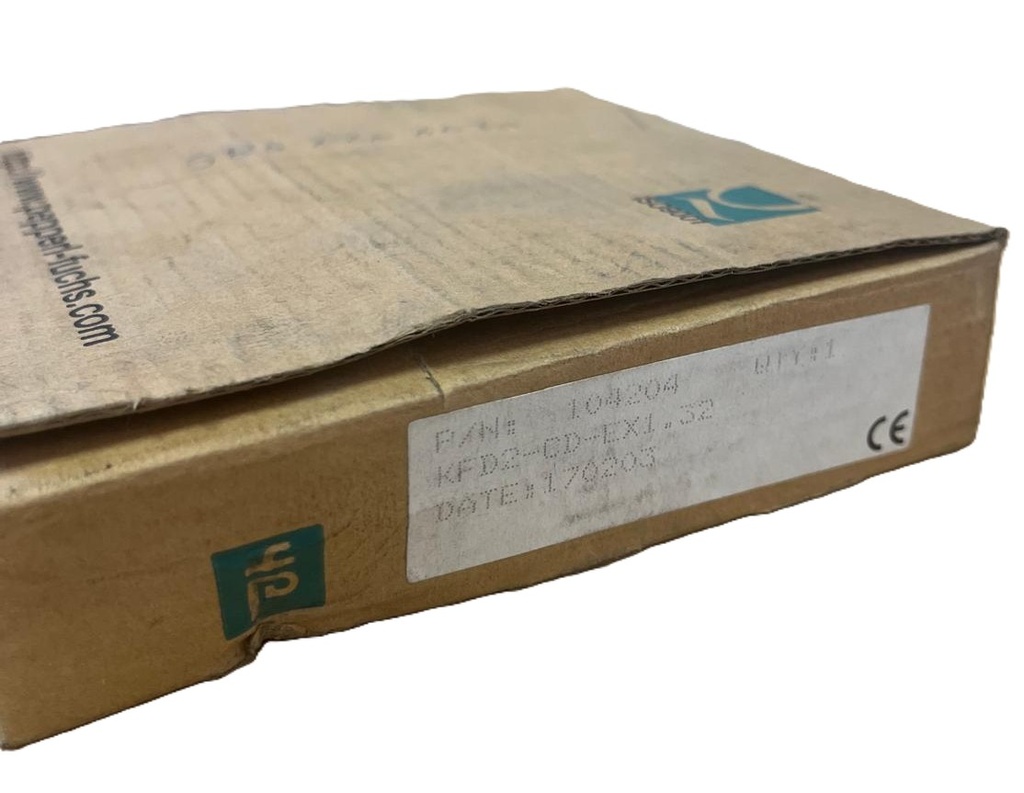 www.pepperl-fuchs.com
P/N: 104204 QTY:1
KFD2-CD-EX1.32
DATE:170203
CE